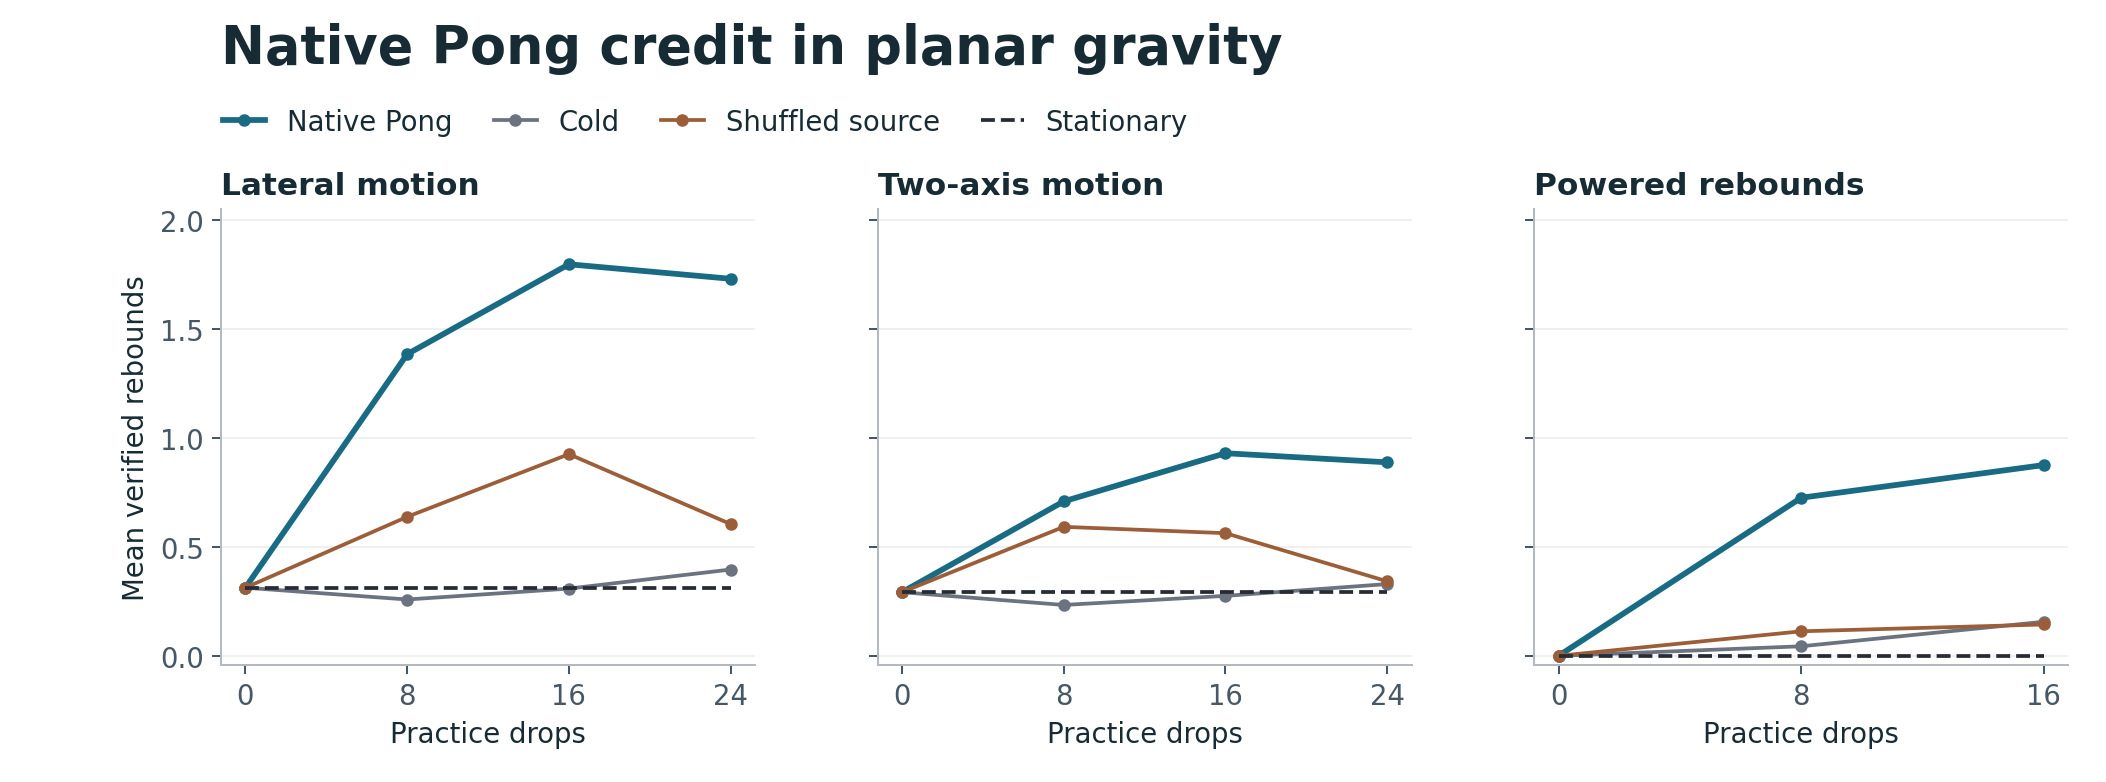 Native Pong credit in planar gravity
Native Pong Cold Shuffled source Stationary
Lateral motion Two-axis motion Powered rebounds
Mean verified rebounds
2.0
1.5
1.0
0.5
0.0
0 8 16 24 0 8 16 24 0 8 16
Practice drops Practice drops Practice drops